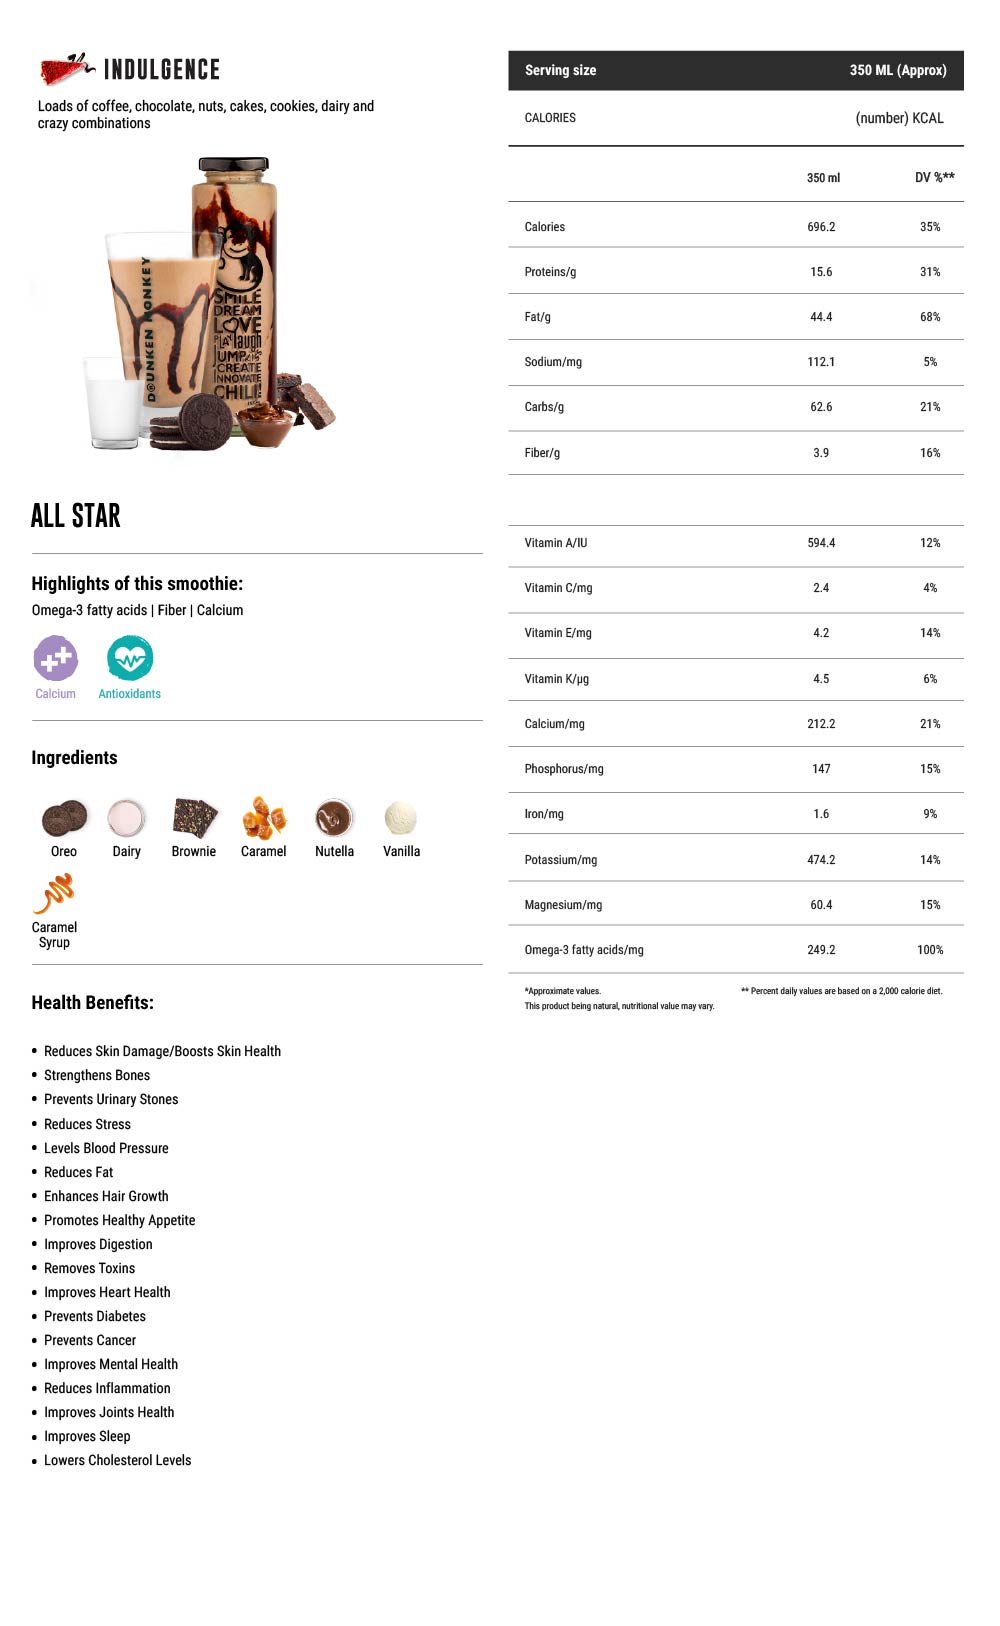 INDULGENCE
Loads of coffee, chocolate, nuts, cakes, cookies, dairy and
crazy combinations
DRUNKEN MONKEY
SMILE
DREAM
LOVE
PLAY laugh
JUMP
CREATE
INNOVATE
CHILL
ALL STAR
Highlights of this smoothie:
Omega-3 fatty acids | Fiber | Calcium
Calcium Antioxidants
Ingredients
Oreo Dairy Brownie Caramel Nutella Vanilla
Caramel
Syrup
Health Benefits:
• Reduces Skin Damage/Boosts Skin Health
• Strengthens Bones
• Prevents Urinary Stones
• Reduces Stress
• Levels Blood Pressure
• Reduces Fat
• Enhances Hair Growth
• Promotes Healthy Appetite
• Improves Digestion
• Removes Toxins
• Improves Heart Health
• Prevents Diabetes
• Prevents Cancer
• Improves Mental Health
• Reduces Inflammation
• Improves Joints Health
• Improves Sleep
• Lowers Cholesterol Levels
Serving size 350 ML (Approx)
CALORIES (number) KCAL
350 ml DV %**
Calories 696.2 35%
Proteins/g 15.6 31%
Fat/g 44.4 68%
Sodium/mg 112.1 5%
Carbs/g 62.6 21%
Fiber/g 3.9 16%
Vitamin A/IU 594.4 12%
Vitamin C/mg 2.4 4%
Vitamin E/mg 4.2 14%
Vitamin K/µg 4.5 6%
Calcium/mg 212.2 21%
Phosphorus/mg 147 15%
Iron/mg 1.6 9%
Potassium/mg 474.2 14%
Magnesium/mg 60.4 15%
Omega-3 fatty acids/mg 249.2 100%
*Approximate values. ** Percent daily values are based on a 2,000 calorie diet.
This product being natural, nutritional value may vary.